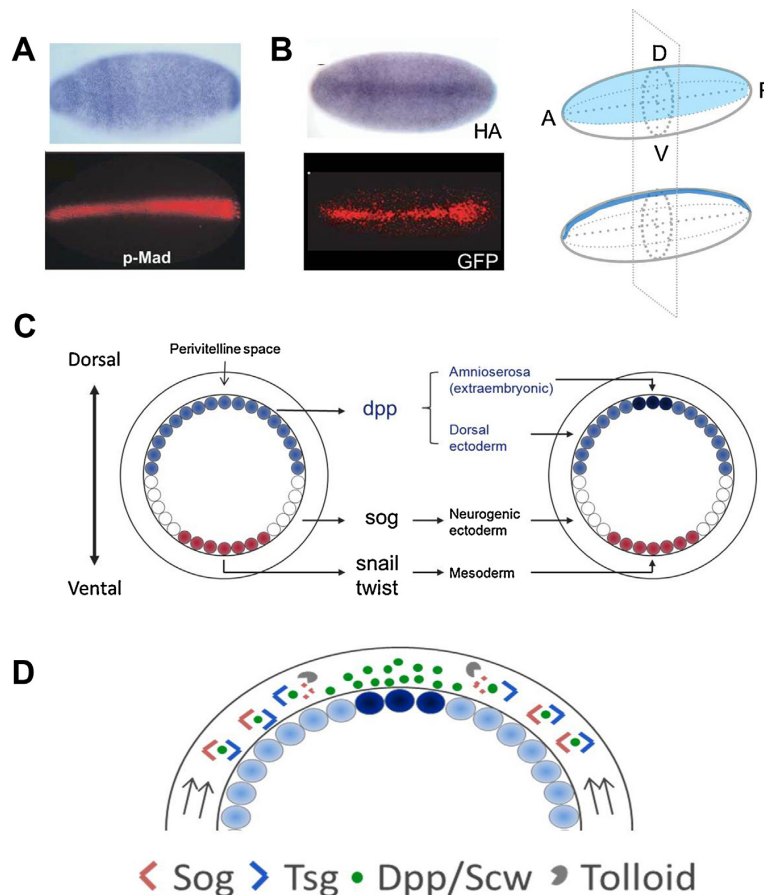 A
B
D
P
A
V
HA
p-Mad
GFP
C
Dorsal
Perivitelline space
dpp
Amnioserosa
(extraembryonic)
Dorsal
ectoderm
sog
Neurogenic
ectoderm
snail
twist
Mesoderm
Vental
D
Sog
Tsg
Dpp/Scw
Tolloid